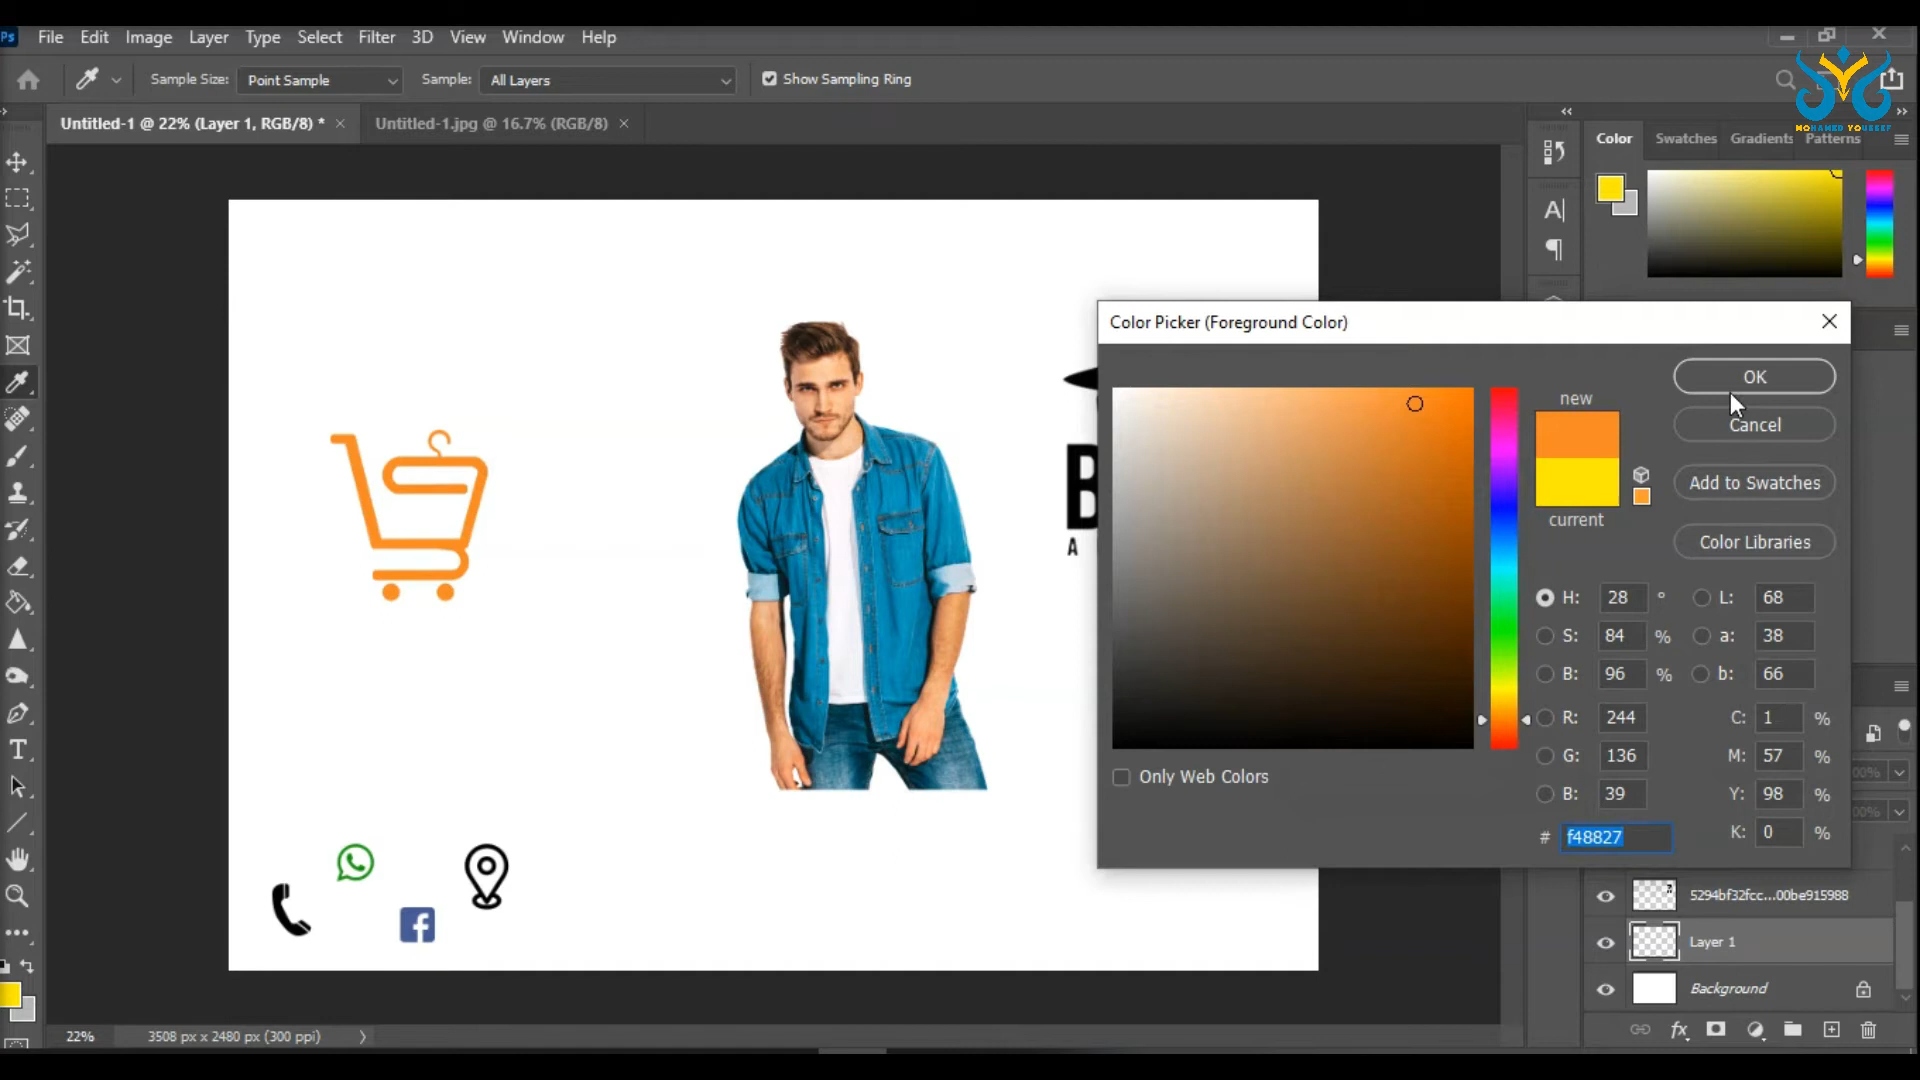 Ps File Edit Image Layer Type Select Filter 3D View Window Help
Sample Size: Point Sample Sample: All Layers Show Sampling Ring
MOHAMED YOUSSEF
Untitled-1 @ 22% (Layer 1, RGB/8) * × Untitled-1.jpg @ 16.7% (RGB/8) ×
Color Swatches Gradients Patterns
Color Picker (Foreground Color)
OK
new
Cancel
Add to Swatches
current
Color Libraries
H: 28 ° L: 68
S: 84 % a: 38
B: 96 % b: 66
R: 244 C: 1 %
G: 136 M: 57 %
B: 39 Y: 98 %
# f48827 K: 0 %
Only Web Colors
B
A
5294bf32fcc...00be915988
Layer 1
Background
fx
22% 3508 px x 2480 px (300 ppi)